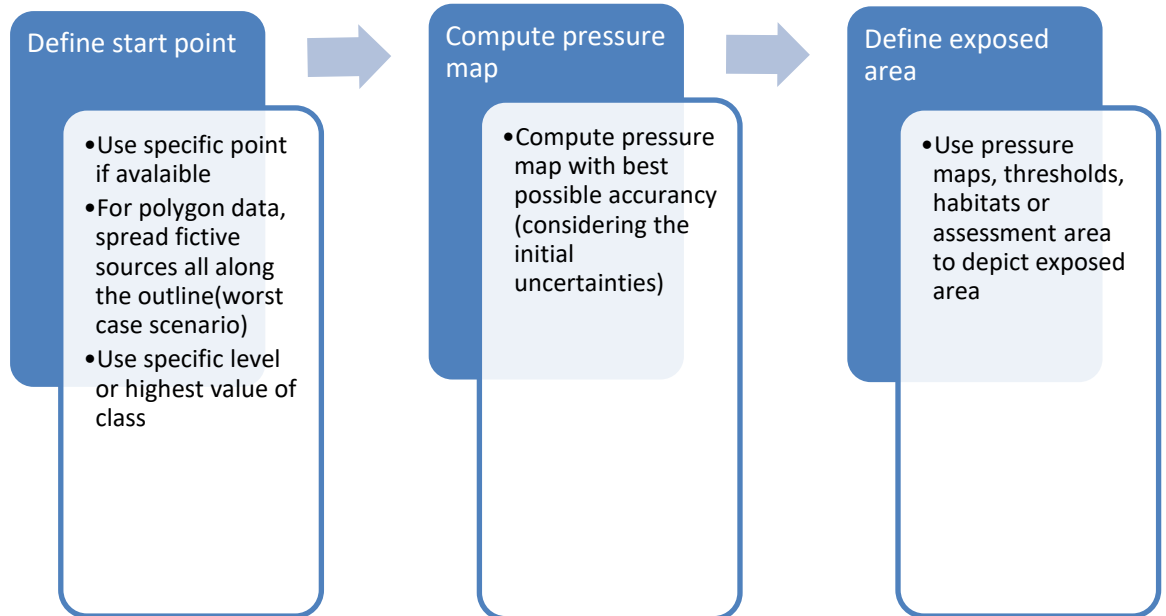 Define start point
•Use specific point
if avalaible
•For polygon data,
spread fictive
sources all along
the outline(worst
case scenario)
•Use specific level
or highest value of
class
Compute pressure
map
•Compute pressure
map with best
possible accurancy
(considering the
initial
uncertainties)
Define exposed
area
•Use pressure
maps, thresholds,
habitats or
assessment area
to depict exposed
area